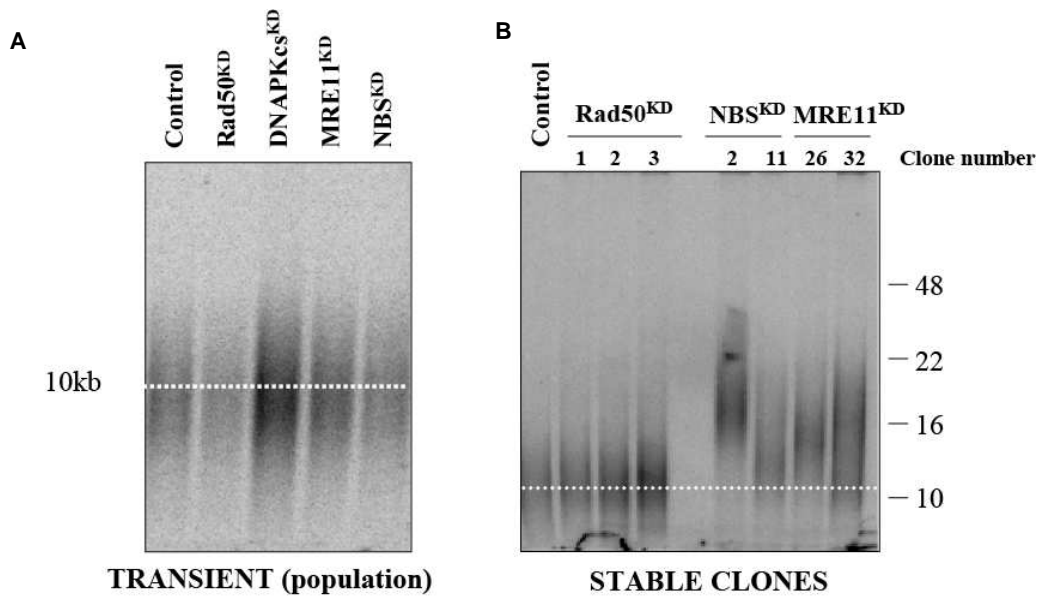 A
Control
Rad50KD
DNAPKcsKD
MRE11KD
NBSKD
10kb
TRANSIENT (population)
B
Control
Rad50KD NBSKD MRE11KD
1 2 3 2 11 26 32 Clone number
48
22
16
10
STABLE CLONES